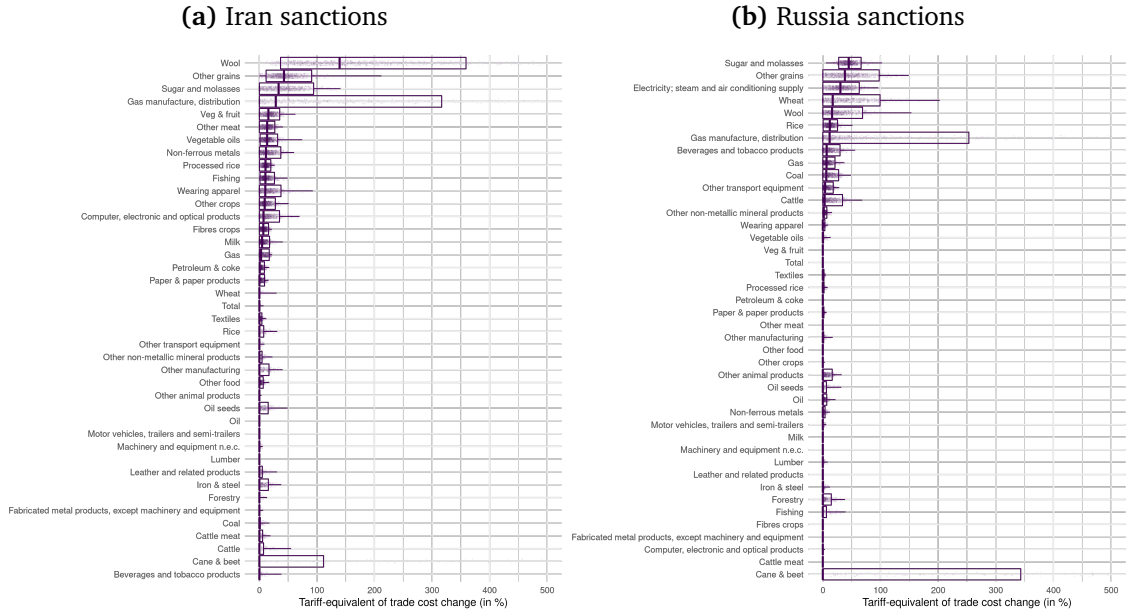 (a) Iran sanctions
Wool
Other grains
Sugar and molasses
Gas manufacture, distribution
Veg & fruit
Other meat
Vegetable oils
Non-ferrous metals
Processed rice
Fishing
Wearing apparel
Other crops
Computer, electronic and optical products
Fibres crops
Milk
Gas
Petroleum & coke
Paper & paper products
Wheat
Total
Textiles
Rice
Other transport equipment
Other non-metallic mineral products
Other manufacturing
Other food
Other animal products
Oil seeds
Oil
Motor vehicles, trailers and semi-trailers
Machinery and equipment n.e.c.
Lumber
Leather and related products
Iron & steel
Forestry
Fabricated metal products, except machinery and equipment
Coal
Cattle meat
Cattle
Cane & beet
Beverages and tobacco products
0 100 200 300 400 500
Tariff-equivalent of trade cost change (in %)
(b) Russia sanctions
Sugar and molasses
Other grains
Electricity; steam and air conditioning supply
Wheat
Wool
Rice
Gas manufacture, distribution
Beverages and tobacco products
Gas
Coal
Other transport equipment
Cattle
Other non-metallic mineral products
Wearing apparel
Vegetable oils
Veg & fruit
Total
Textiles
Processed rice
Petroleum & coke
Paper & paper products
Other meat
Other manufacturing
Other food
Other crops
Other animal products
Oil seeds
Oil
Non-ferrous metals
Motor vehicles, trailers and semi-trailers
Milk
Machinery and equipment n.e.c.
Lumber
Leather and related products
Iron & steel
Forestry
Fishing
Fibres crops
Fabricated metal products, except machinery and equipment
Computer, electronic and optical products
Cattle meat
Cane & beet
0 100 200 300 400 500
Tariff-equivalent of trade cost change (in %)